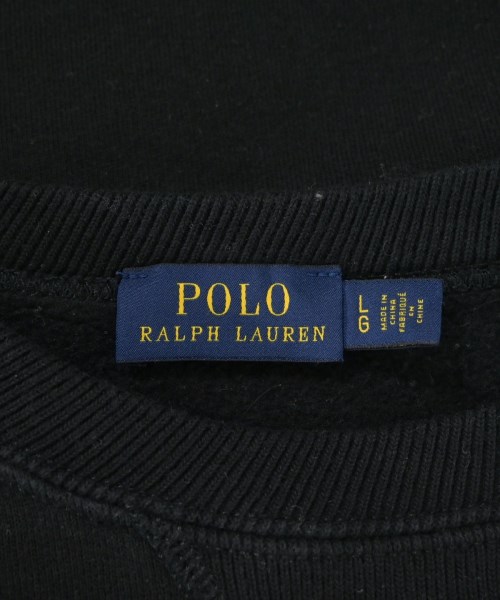 POLO
RALPH LAUREN
L
G
MADE IN
CHINA
FABRIQUÉ
EN
CHINE